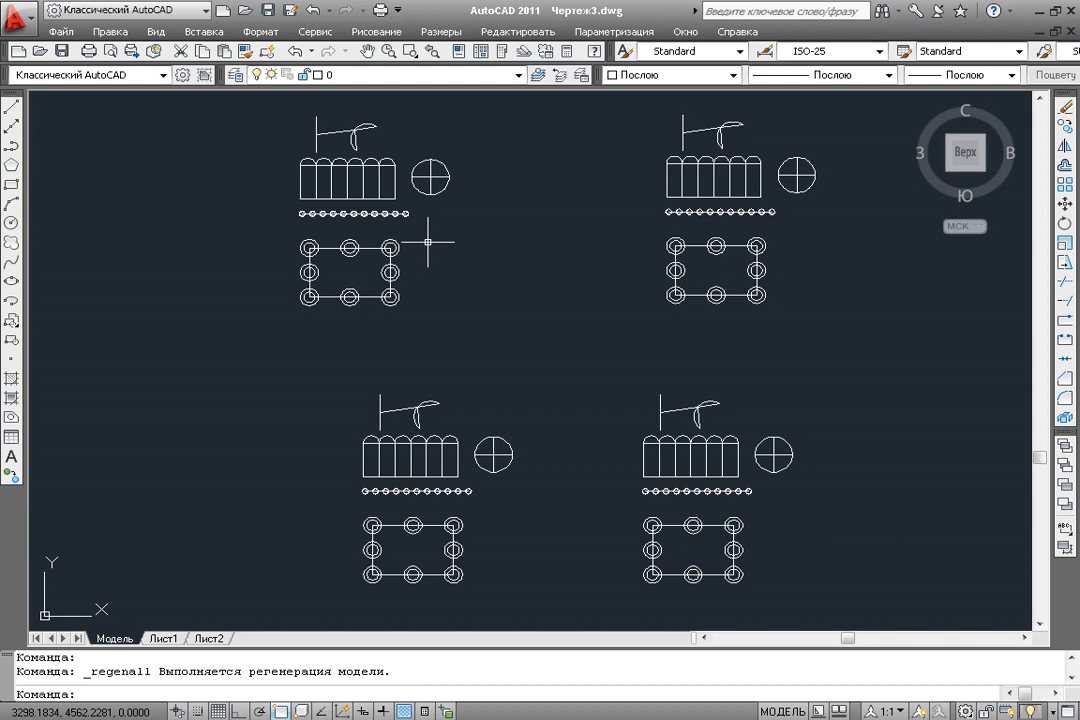 Классический AutoCAD
AutoCAD 2011 Чертеж3.dwg
Введите ключевое слово/фразу
Файл Правка Вид Вставка Формат Сервис Рисование Размеры Редактировать Параметризация Окно Справка
Standard ISO-25 Standard
Классический AutoCAD 0 Послою Послою Послою Поцвету
С
З Верх В
Ю
МСК
Y
X
Модель Лист1 Лист2
Команда:
Команда: _regenall Выполняется регенерация модели.
Команда:
3298.1834, 4562.2281, 0.0000 МОДЕЛЬ 1:1